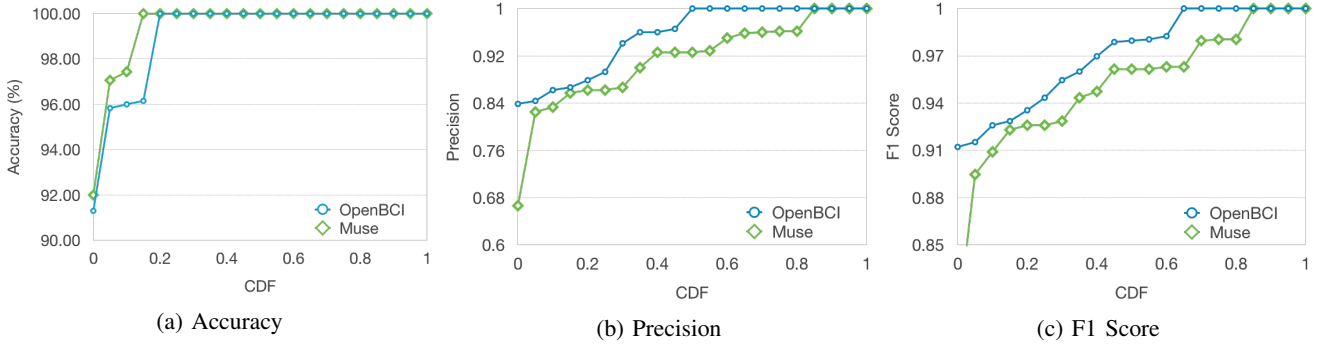 Accuracy (%)
100.00
98.00
96.00
94.00
92.00
90.00
0
0.2
0.4
0.6
0.8
1
CDF
OpenBCI
Muse
(a) Accuracy
Precision
1
0.92
0.84
0.76
0.68
0.6
0
0.2
0.4
0.6
0.8
1
CDF
OpenBCI
Muse
(b) Precision
F1 Score
1
0.97
0.94
0.91
0.88
0.85
0
0.2
0.4
0.6
0.8
1
CDF
OpenBCI
Muse
(c) F1 Score